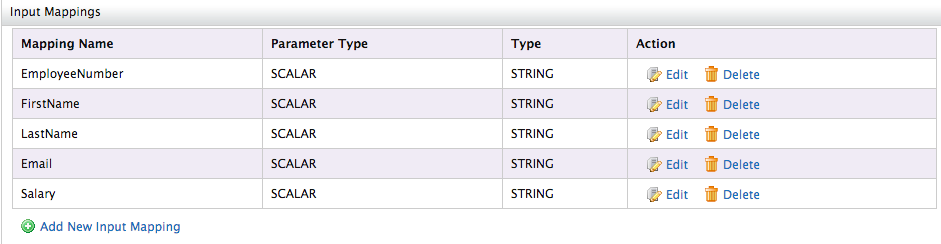 Input Mappings
Mapping Name Parameter Type Type Action
EmployeeNumber SCALAR STRING Edit Delete
FirstName SCALAR STRING Edit Delete
LastName SCALAR STRING Edit Delete
Email SCALAR STRING Edit Delete
Salary SCALAR STRING Edit Delete
Add New Input Mapping